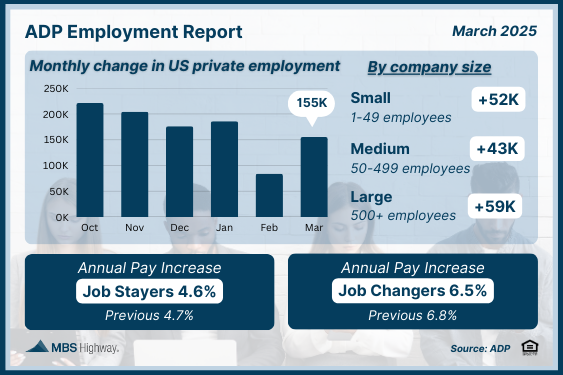 ADP Employment Report
March 2025
Monthly change in US private employment
250K
200K
150K
100K
50K
0K
155K
Oct Nov Dec Jan Feb Mar
By company size
Small
+52K
1-49 employees
Medium
+43K
50-499 employees
Large
+59K
500+ employees
Annual Pay Increase
Job Stayers 4.6%
Previous 4.7%
Annual Pay Increase
Job Changers 6.5%
Previous 6.8%
MBS Highway.
Source: ADP